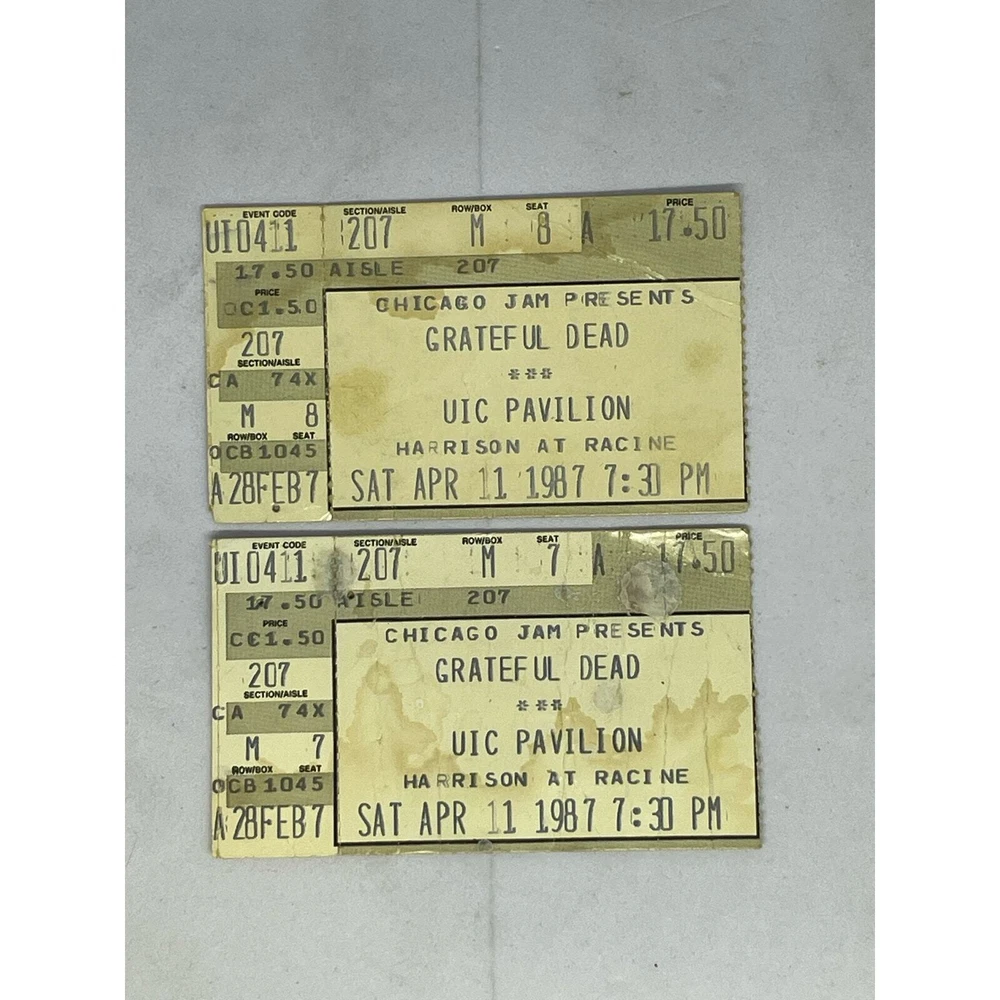 EVENT CODE SECTION/AISLE ROW/BOX SEAT PRICE
UI0411 207 M 8 A 17.50
17.50 AISLE 207
PRICE
CHICAGO JAM PRESENTS
C1.50
GRATEFUL DEAD
207
SECTION/AISLE
***
CA 74X
UIC PAVILION
M 8
ROW/BOX SEAT
HARRISON AT RACINE
OCB1045
A28FEB7
SAT APR 11 1987 7:30 PM
EVENT CODE SECTION/AISLE ROW/BOX SEAT PRICE
UI0411 207 M 7 A 17.50
17.50 AISLE 207
PRICE
CHICAGO JAM PRESENTS
C1.50
GRATEFUL DEAD
207
SECTION/AISLE
***
CA 74X
UIC PAVILION
M 7
ROW/BOX SEAT
HARRISON AT RACINE
OCB1045
A28FEB7
SAT APR 11 1987 7:30 PM